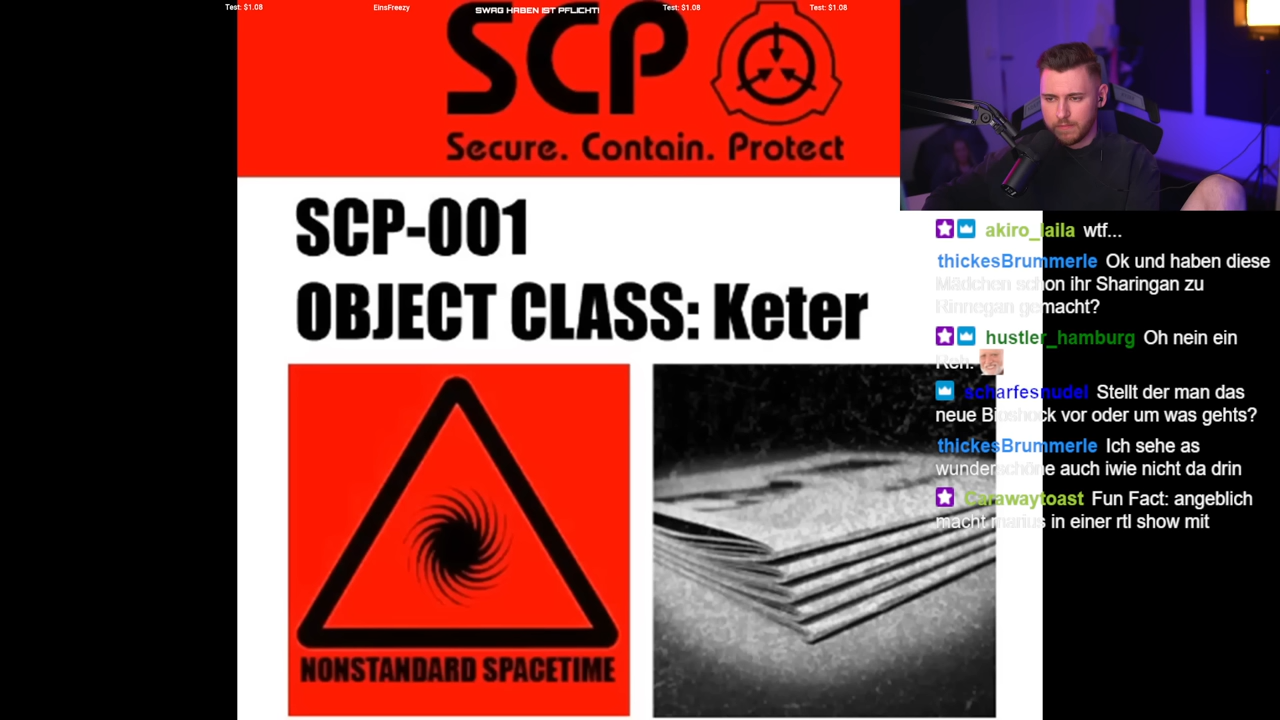 Test: $1.08
EinsFreezy
SWAG HABEN IST PFLICHT!
Test: $1.08
Test: $1.08
SCP
Secure. Contain. Protect
SCP-001
OBJECT CLASS: Keter
NONSTANDARD SPACETIME
akiro_laila wtf...
thickesBrummerle Ok und haben diese
Mädchen schon ihr Sharingan zu
Rinnegan gemacht?
hustler_hamburg Oh nein ein
Reh.
scharfesnudel Stellt der man das
neue Bioshock vor oder um was gehts?
thickesBrummerle Ich sehe as
wunderschöne auch iwie nicht da drin
Carawaytoast Fun Fact: angeblich
macht marius in einer rtl show mit